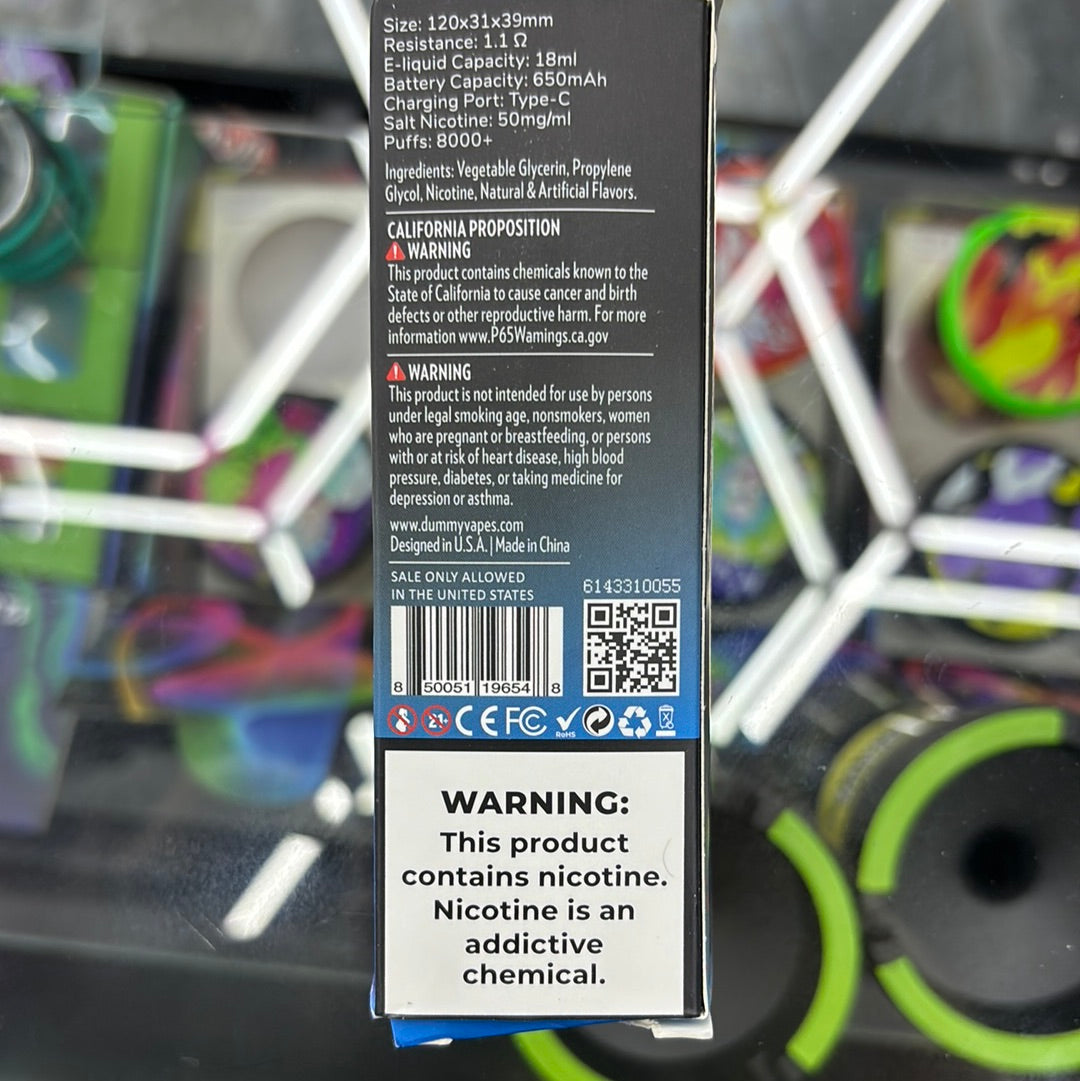 Size: 120x31x39mm
Resistance: 1.1 Ω
E-liquid Capacity: 18ml
Battery Capacity: 650mAh
Charging Port: Type-C
Salt Nicotine: 50mg/ml
Puffs: 8000+
Ingredients: Vegetable Glycerin, Propylene
Glycol, Nicotine, Natural & Artificial Flavors.
CALIFORNIA PROPOSITION
WARNING
This product contains chemicals known to the
State of California to cause cancer and birth
defects or other reproductive harm. For more
information www.P65Wamings.ca.gov
WARNING
This product is not intended for use by persons
under legal smoking age, nonsmokers, women
who are pregnant or breastfeeding, or persons
with or at risk of heart disease, high blood
pressure, diabetes, or taking medicine for
depression or asthma.
www.dummyvapes.com
Designed in U.S.A. | Made in China
SALE ONLY ALLOWED
IN THE UNITED STATES
6143310055
8 50051 19654 8
21+ CE FC RoHS
WARNING:
This product
contains nicotine.
Nicotine is an
addictive
chemical.